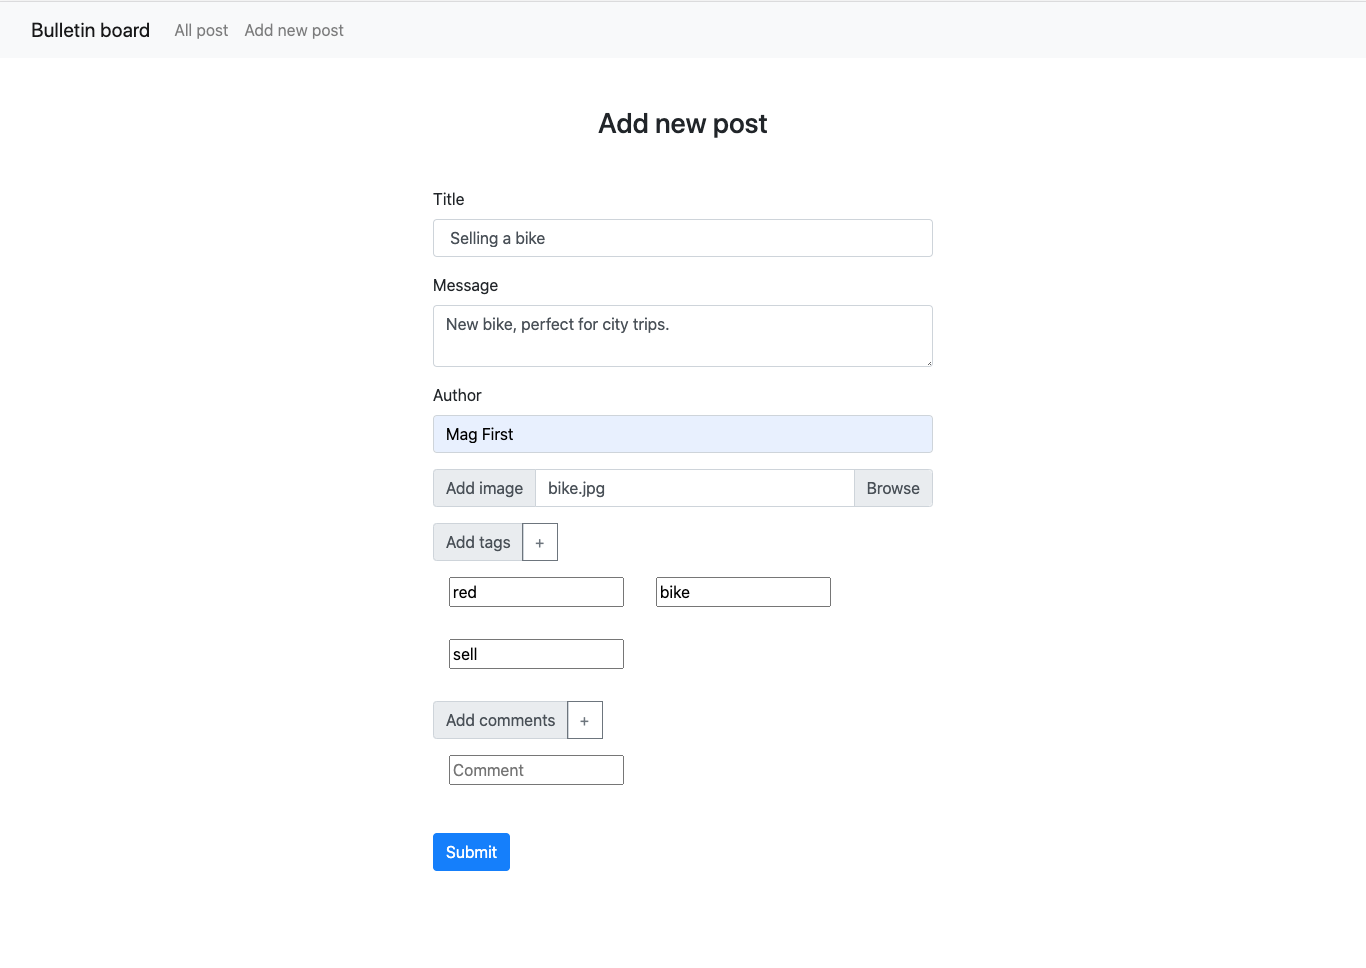 Bulletin board All post Add new post
Add new post
Title
Selling a bike
Message
New bike, perfect for city trips.
Author
Mag First
Add image bike.jpg Browse
Add tags +
red bike
sell
Add comments +
Comment
Submit